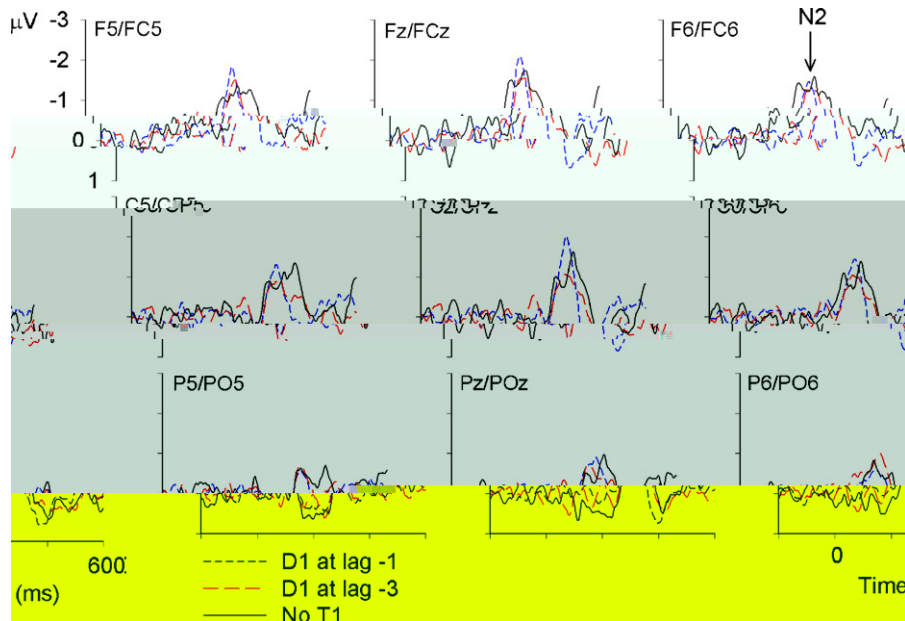 μV
-3
F5/FC5
Fz/FCz
F6/FC6
N2
-2
-1
0
1
P5/PO5
Pz/POz
P6/PO6
600
0
(ms)
Time
D1 at lag -1
D1 at lag -3
No T1